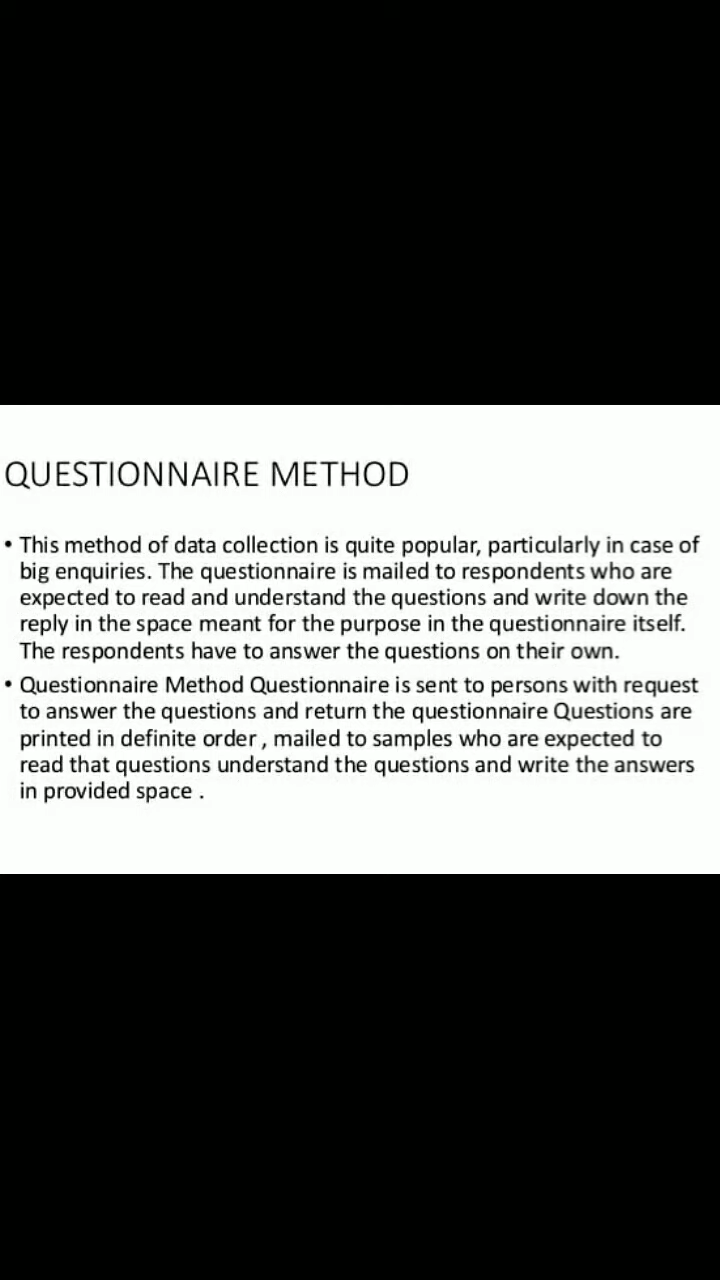 QUESTIONNAIRE METHOD
• This method of data collection is quite popular, particularly in case of
big enquiries. The questionnaire is mailed to respondents who are
expected to read and understand the questions and write down the
reply in the space meant for the purpose in the questionnaire itself.
The respondents have to answer the questions on their own.
• Questionnaire Method Questionnaire is sent to persons with request
to answer the questions and return the questionnaire Questions are
printed in definite order , mailed to samples who are expected to
read that questions understand the questions and write the answers
in provided space .